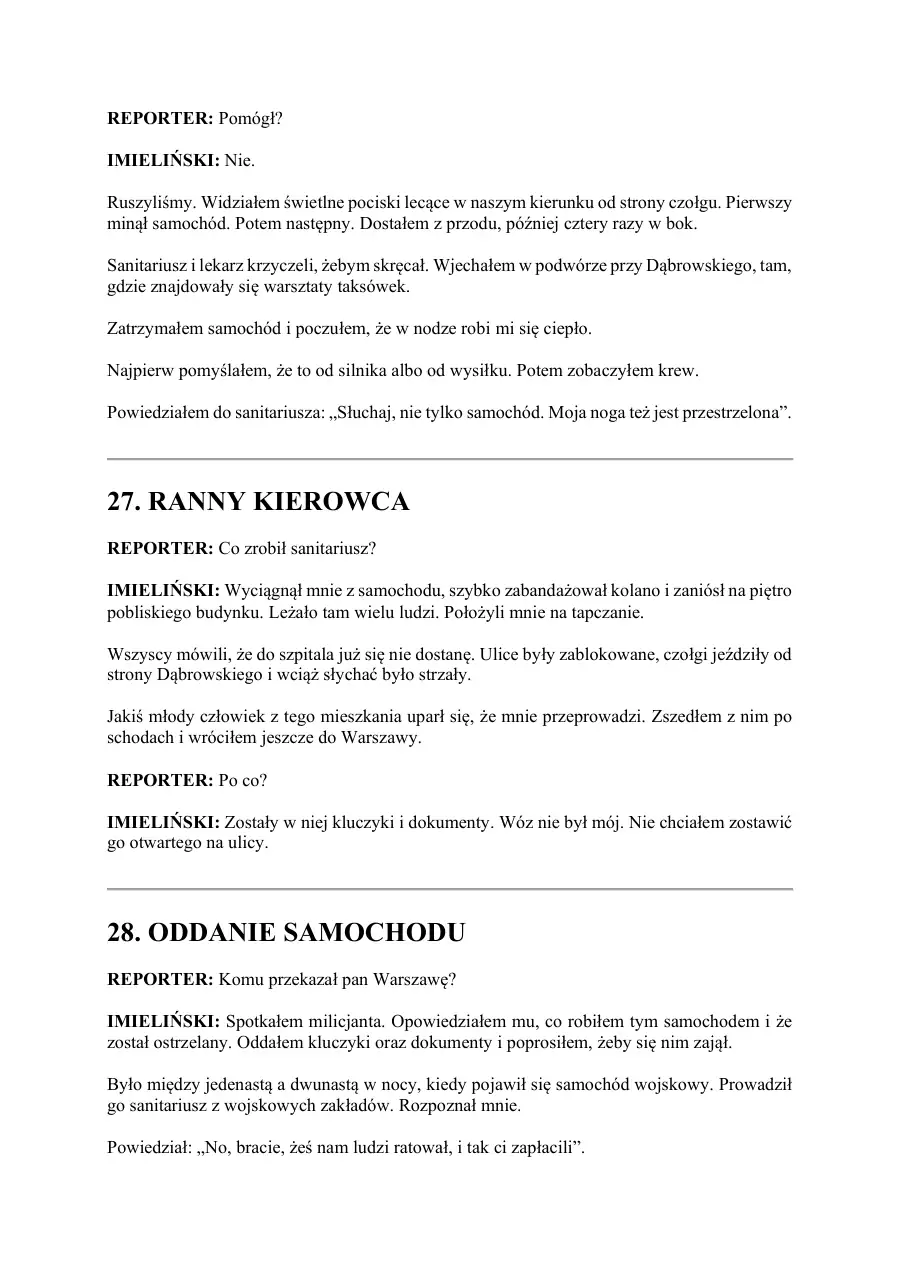 REPORTER: Pomógł?
IMIELIŃSKI: Nie.
Ruszyliśmy. Widziałem świetlne pociski lecące w naszym kierunku od strony czołgu. Pierwszy
minął samochód. Potem następny. Dostałem z przodu, później cztery razy w bok.
Sanitariusz i lekarz krzyczeli, żebym skręcał. Wjechałem w podwórze przy Dąbrowskiego, tam,
gdzie znajdowały się warsztaty taksówek.
Zatrzymałem samochód i poczułem, że w nodze robi mi się ciepło.
Najpierw pomyślałem, że to od silnika albo od wysiłku. Potem zobaczyłem krew.
Powiedziałem do sanitariusza: „Słuchaj, nie tylko samochód. Moja noga też jest przestrzelona”.
27. RANNY KIEROWCA
REPORTER: Co zrobił sanitariusz?
IMIELIŃSKI: Wyciągnął mnie z samochodu, szybko zabandażował kolano i zaniósł na piętro
pobliskiego budynku. Leżało tam wielu ludzi. Położyli mnie na tapczanie.
Wszyscy mówili, że do szpitala już się nie dostanę. Ulice były zablokowane, czołgi jeździły od
strony Dąbrowskiego i wciąż słychać było strzały.
Jakiś młody człowiek z tego mieszkania uparł się, że mnie przeprowadzi. Zszedłem z nim po
schodach i wróciłem jeszcze do Warszawy.
REPORTER: Po co?
IMIELIŃSKI: Zostały w niej kluczyki i dokumenty. Wóz nie był mój. Nie chciałem zostawić
go otwartego na ulicy.
28. ODDANIE SAMOCHODU
REPORTER: Komu przekazał pan Warszawę?
IMIELIŃSKI: Spotkałem milicjanta. Opowiedziałem mu, co robiłem tym samochodem i że
został ostrzelany. Oddałem kluczyki oraz dokumenty i poprosiłem, żeby się nim zajął.
Było między jedenastą a dwunastą w nocy, kiedy pojawił się samochód wojskowy. Prowadził
go sanitariusz z wojskowych zakładów. Rozpoznał mnie.
Powiedział: „No, bracie, żeś nam ludzi ratował, i tak ci zapłacili”.